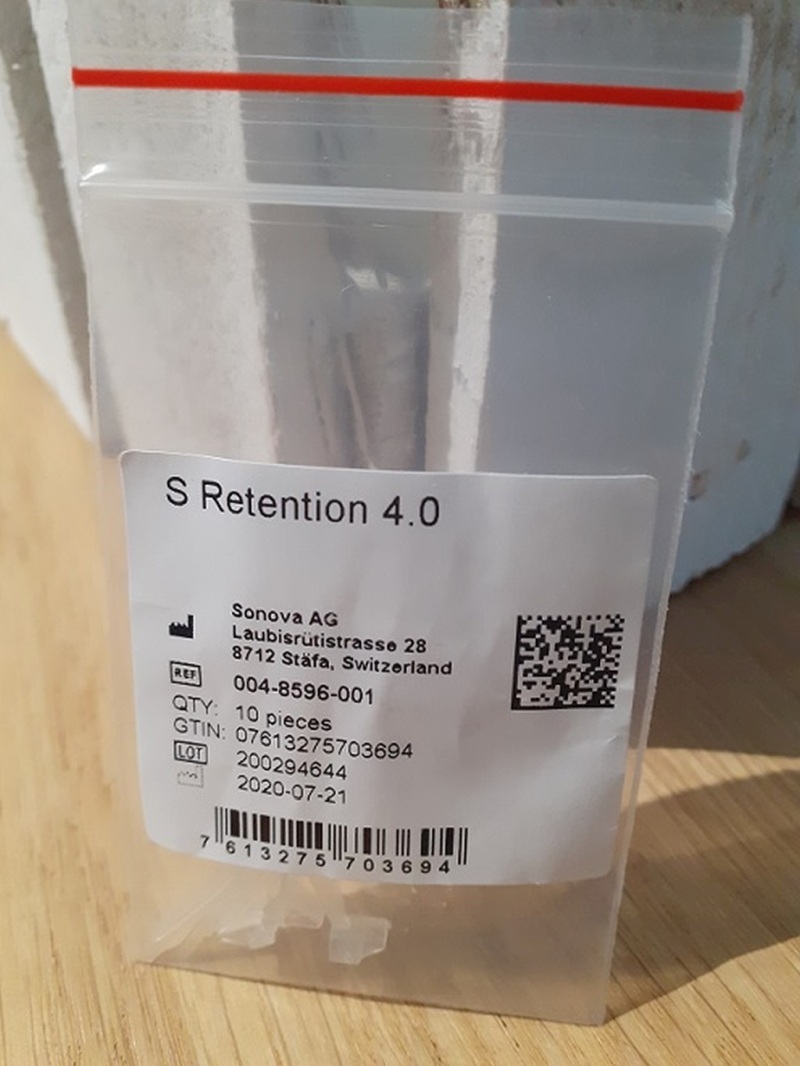 S Retention 4.0
Sonova AG
Laubisrütistrasse 28
8712 Stäfa, Switzerland
REF 004-8596-001
QTY: 10 pieces
GTIN: 07613275703694
LOT 200294644
2020-07-21
7 613275 703694